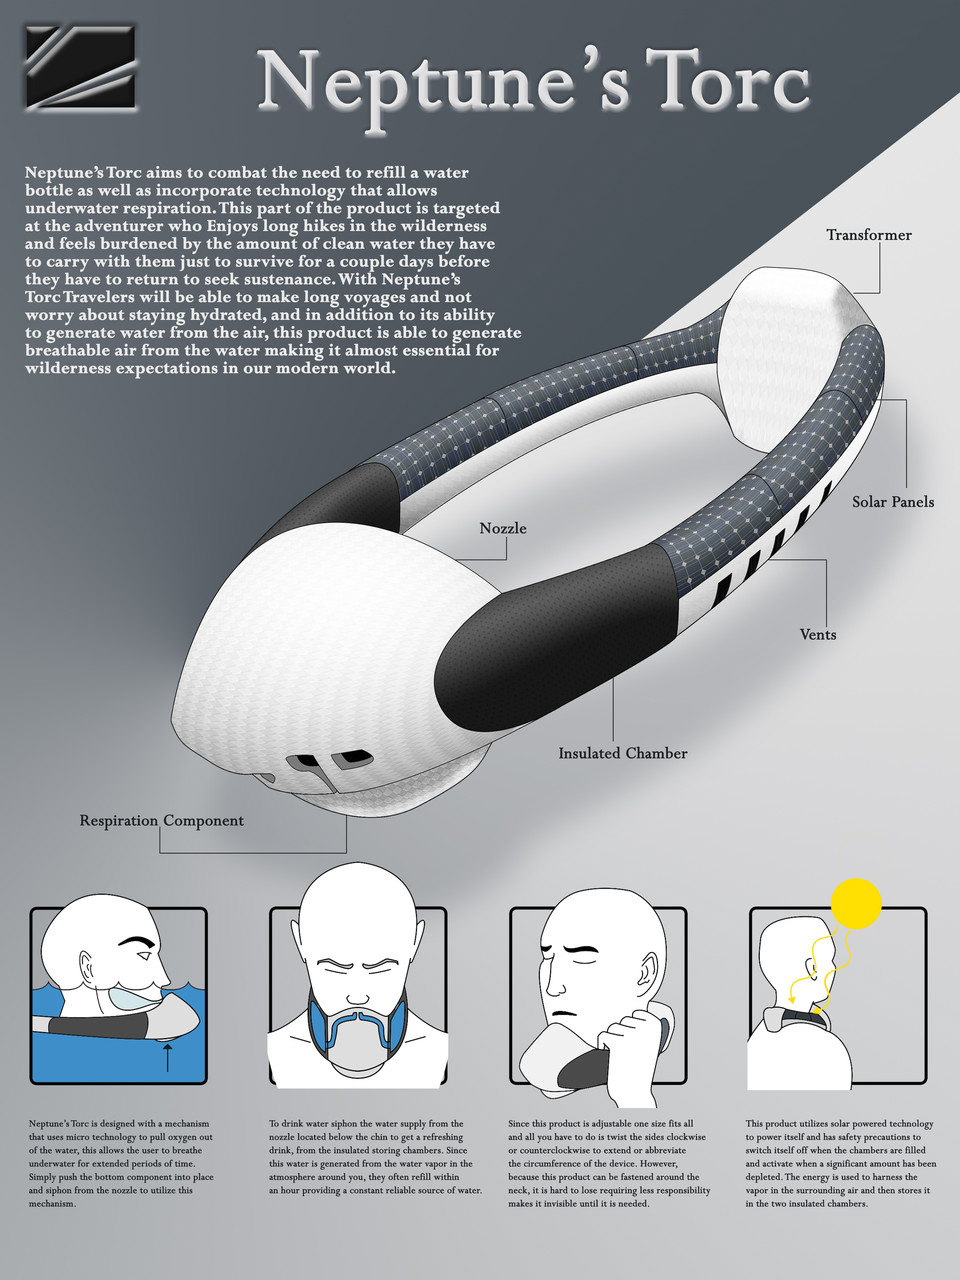 Neptune's Torc
Neptune's Torc aims to combat the need to refill a water
bottle as well as incorporate technology that allows
underwater respiration. This part of the product is targeted
at the adventurer who Enjoys long hikes in the wilderness
and feels burdened by the amount of clean water they have
to carry with them just to survive for a couple days before
they have to return to seek sustenance. With Neptune's
Torc Travelers will be able to make long voyages and not
worry about staying hydrated, and in addition to its ability
to generate water from the air, this product is able to generate
breathable air from the water making it almost essential for
wilderness expectations in our modern world.
Transformer
Solar Panels
Nozzle
Vents
Insulated Chamber
Respiration Component
Neptune's Torc is designed with a mechanism
that uses micro technology to pull oxygen out
of the water, this allows the user to breathe
underwater for extended periods of time.
Simply push the bottom component into place
and siphon from the nozzle to utilize this
mechanism.
To drink water siphon the water supply from the
nozzle located below the chin to get a refreshing
drink, from the insulated storing chambers. Since
this water is generated from the water vapor in the
atmosphere around you, they often refill within
an hour providing a constant reliable source of water.
Since this product is adjustable one size fits all
and all you have to do is twist the sides clockwise
or counterclockwise to extend or abbreviate
the circumference of the device. However,
because this product can be fastened around the
neck, it is hard to lose requiring less responsibility
makes it invisible until it is needed.
This product utilizes solar powered technology
to power itself and has safety precautions to
switch itself off when the chambers are filled
and activate when a significant amount has been
depleted. The energy is used to harness the
vapor in the surrounding air and then stores it
in the two insulated chambers.